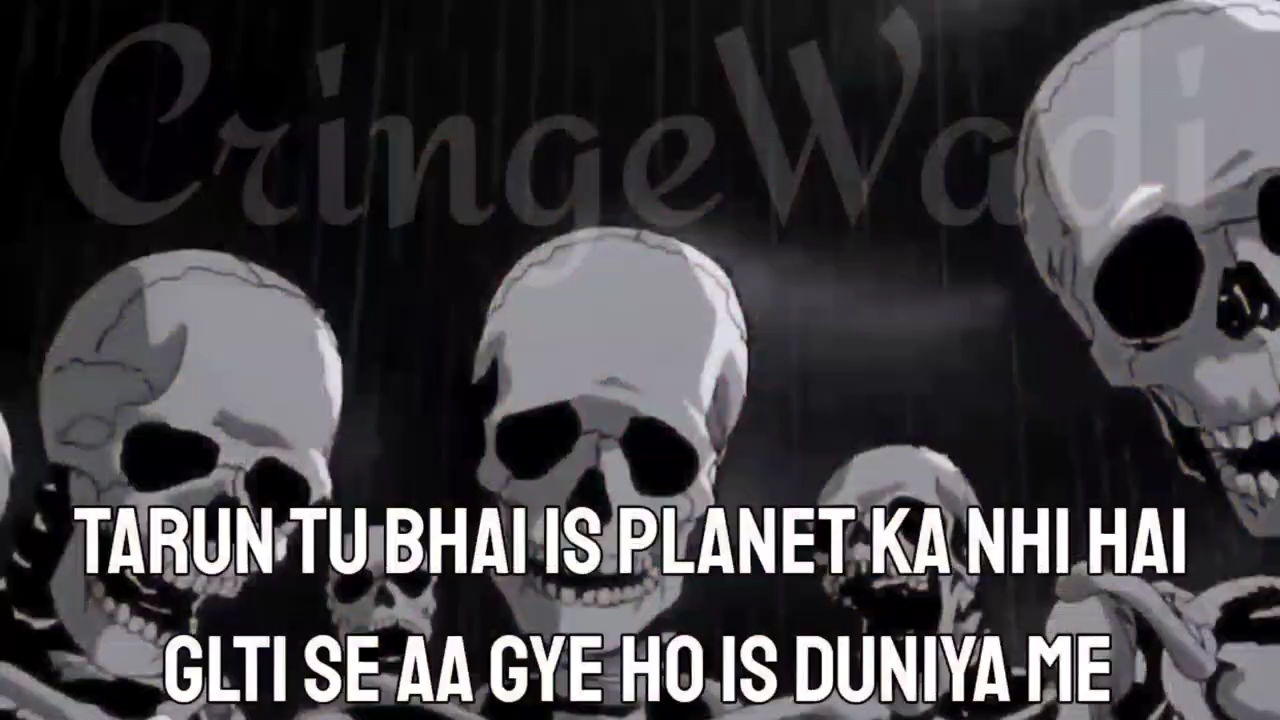 CringeWadi
TARUN TU BHAI IS PLANET KA NHI HAI
GLTI SE AA GYE HO IS DUNIYA ME